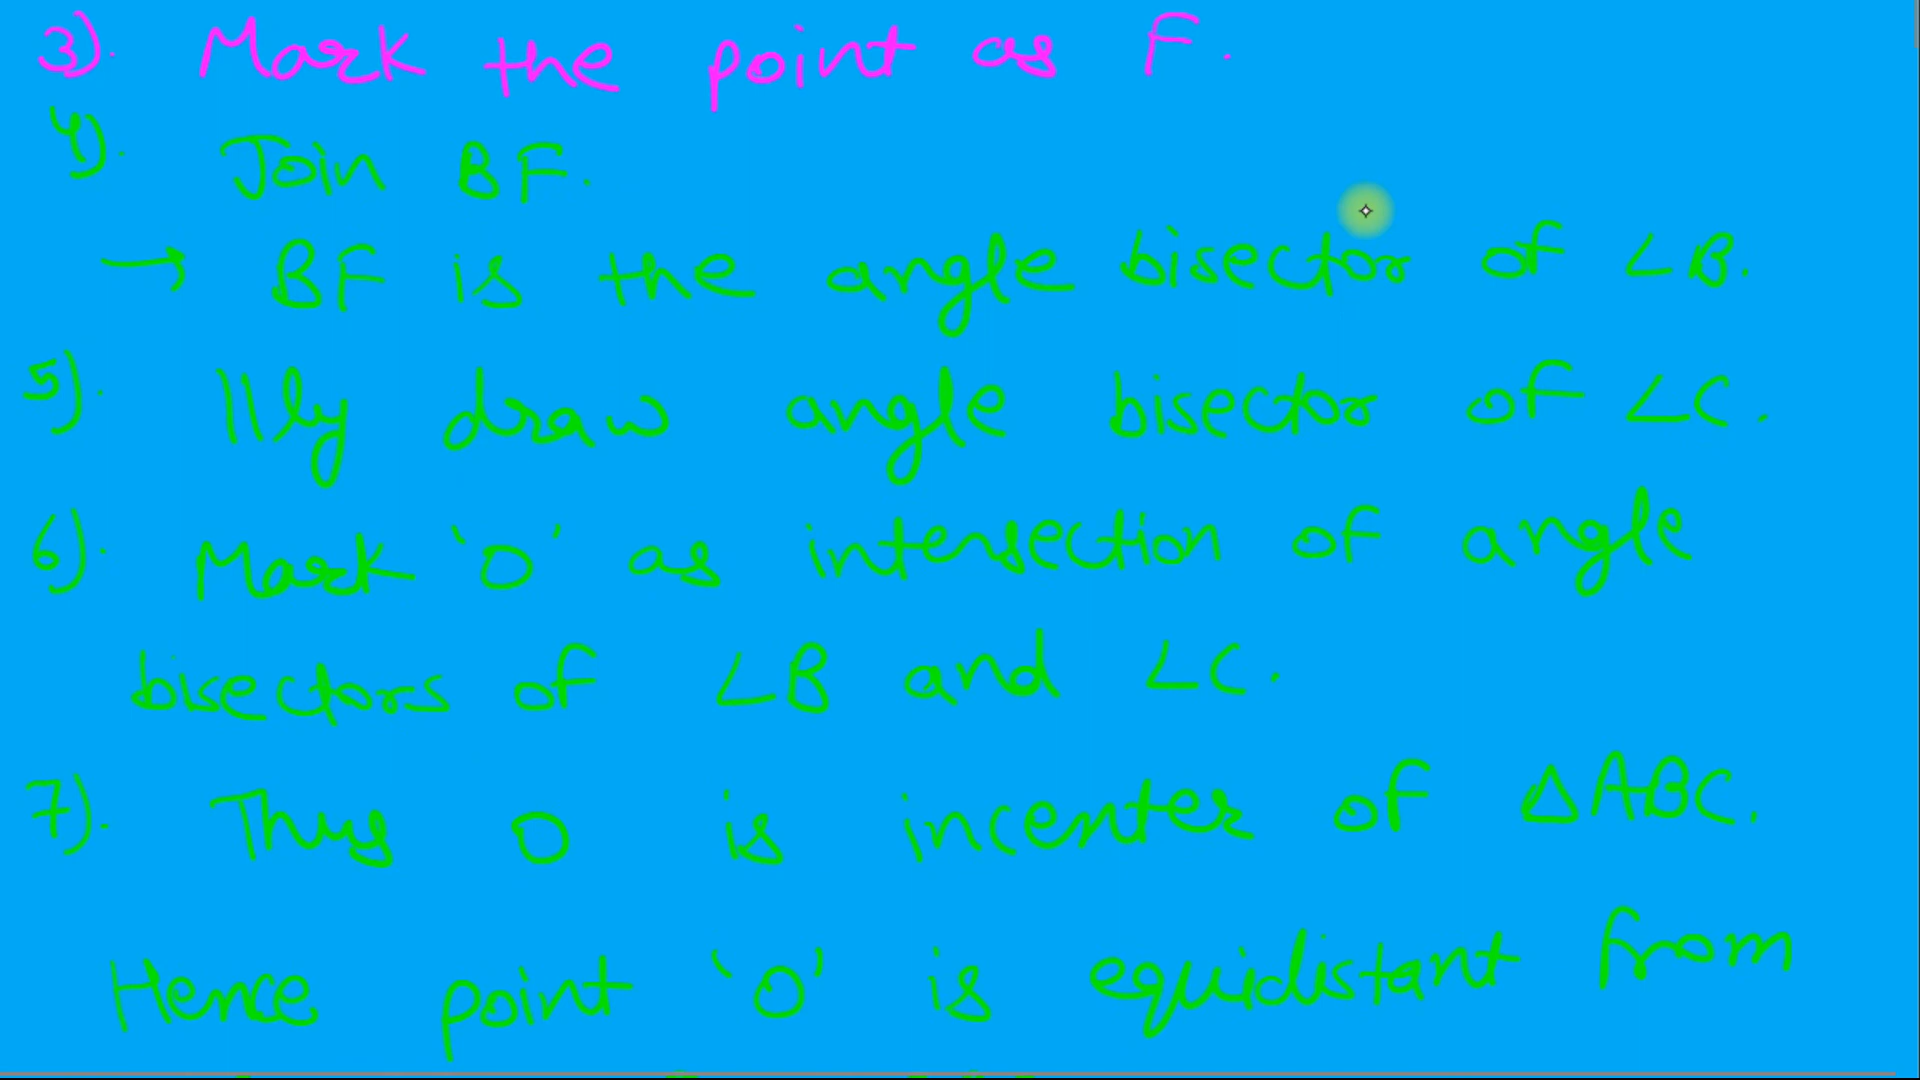 3). Mark the point as F.
4). Join BF.
→ BF is the angle bisector of ∠B.
5). llly draw angle bisector of ∠C.
6). Mark 'O' as intersection of angle
bisectors of ∠B and ∠C.
7). Thus O is incenter of ΔABC.
Hence point 'O' is equidistant from